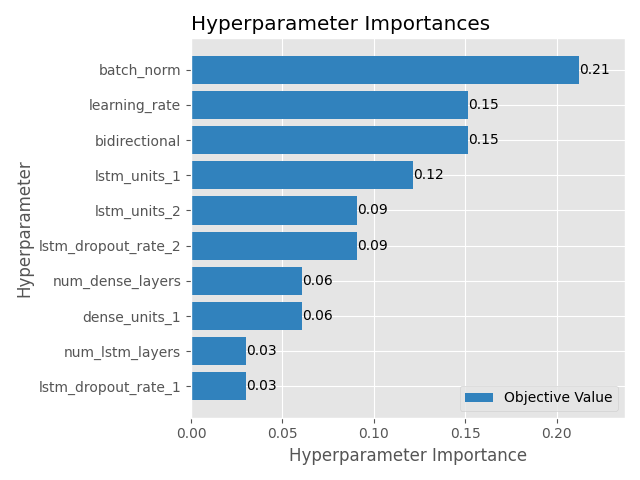 Hyperparameter Importances
Hyperparameter
batch_norm 0.21
learning_rate 0.15
bidirectional 0.15
lstm_units_1 0.12
lstm_units_2 0.09
lstm_dropout_rate_2 0.09
num_dense_layers 0.06
dense_units_1 0.06
num_lstm_layers 0.03
lstm_dropout_rate_1 0.03
Objective Value
0.00 0.05 0.10 0.15 0.20
Hyperparameter Importance